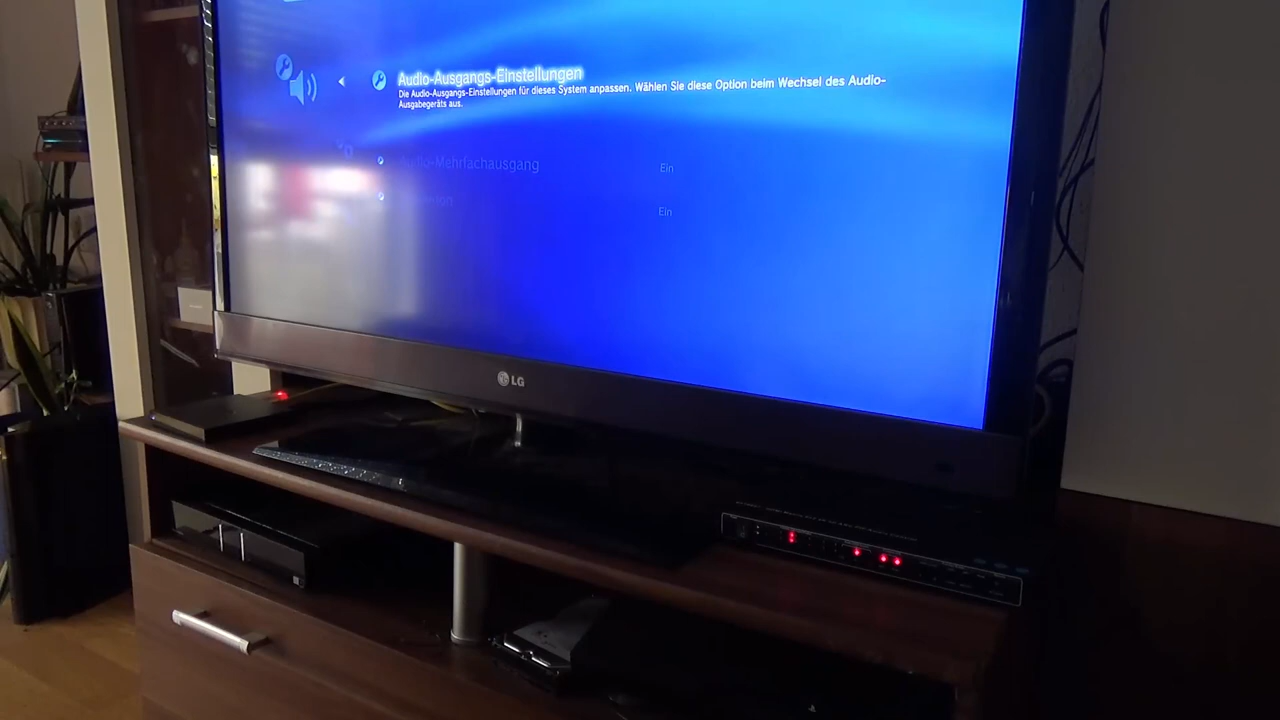 Audio-Ausgangs-Einstellungen
Die Audio-Ausgangs-Einstellungen für dieses System anpassen. Wählen Sie diese Option beim Wechsel des Audio-
Ausgabegeräts aus.
Audio-Mehrfachausgang Ein
Ein
LG